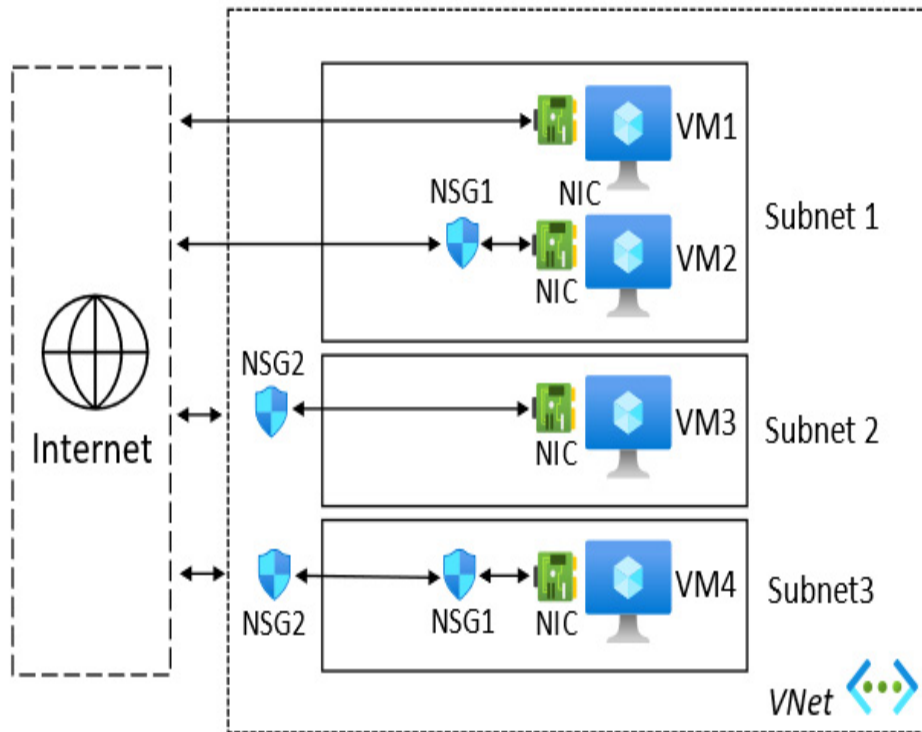 VM1
NSG1
NIC
Subnet 1
VM2
NIC
NSG2
Internet
VM3
Subnet 2
NIC
VM4
Subnet3
NSG2
NSG1
NIC
VNet